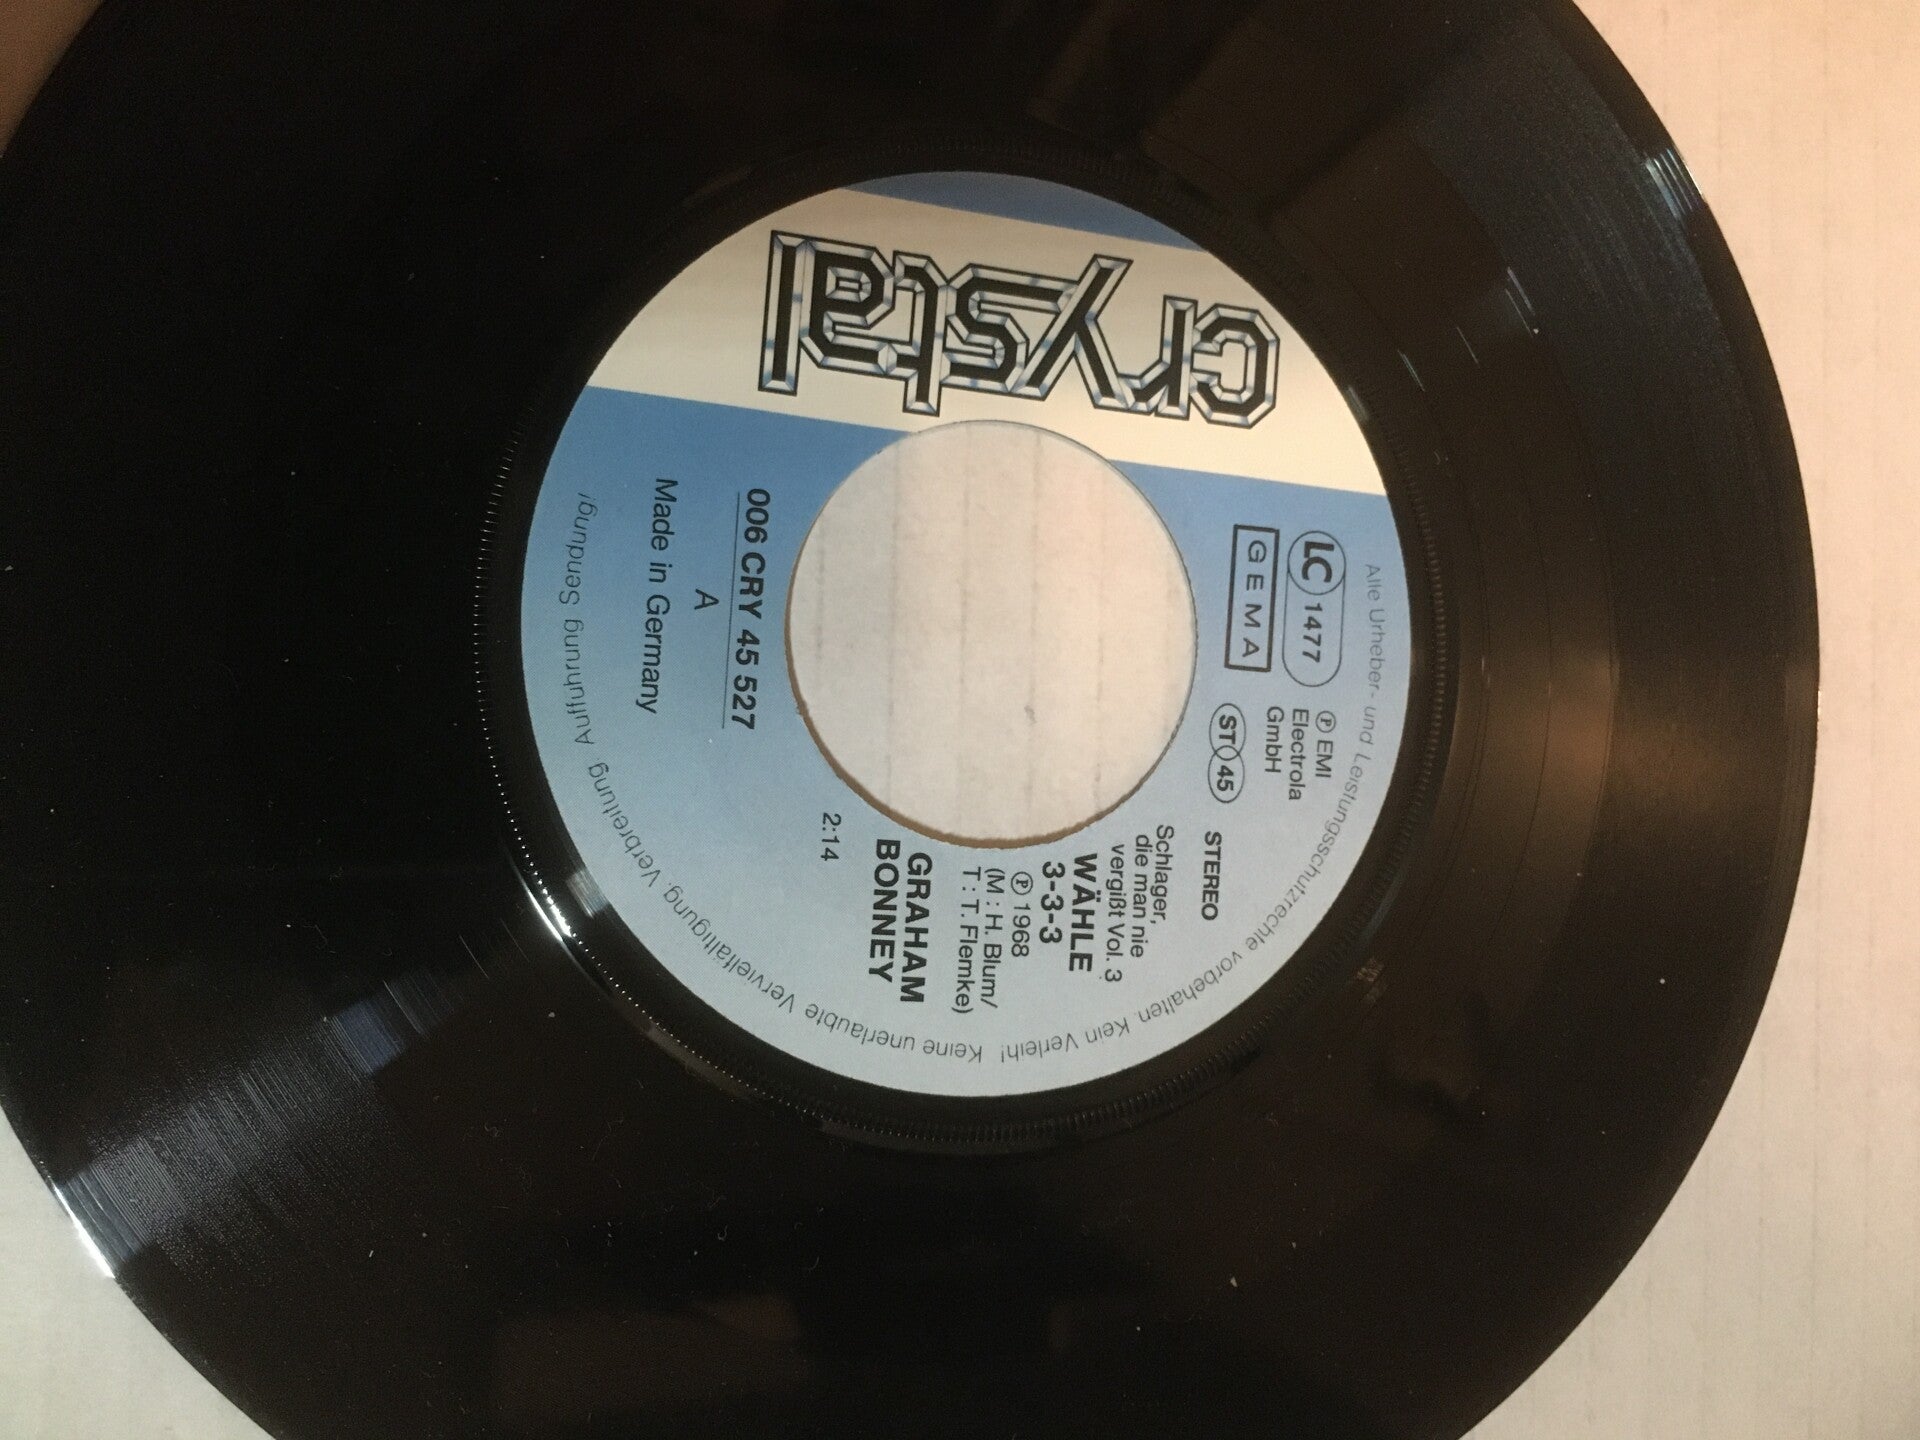 crystal
LC 1477
GEMA
℗ EMI
Electrola
GmbH
ST 45
STEREO
Schlager,
die man nie
vergißt Vol. 3
WÄHLE
3-3-3
℗ 1968
(M : H. Blum/
T : T. Flemke)
GRAHAM
BONNEY
2:14
006 CRY 45 527
A
Made in Germany
Alle Urheber- und Leistungsschutzrechte vorbehalten. Kein Verleih! Keine unerlaubte Vervielfältigung, Verbreitung, Aufführung, Sendung!